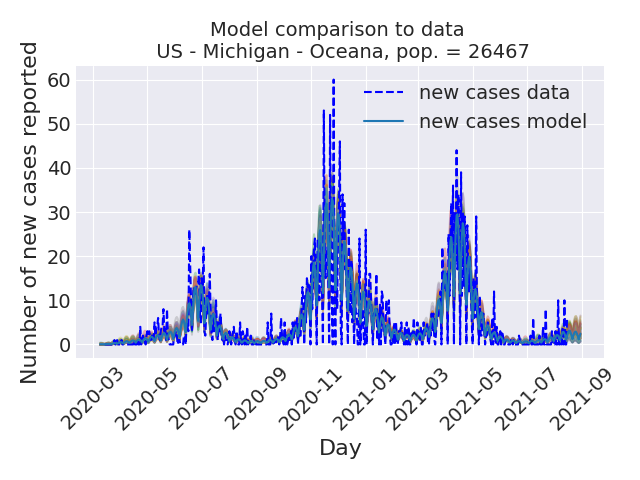 Model comparison to data
US - Michigan - Oceana, pop. = 26467
Number of new cases reported
60
50
40
30
20
10
0
new cases data
new cases model
2020-03
2020-05
2020-07
2020-09
2020-11
2021-01
2021-03
2021-05
2021-07
2021-09
Day